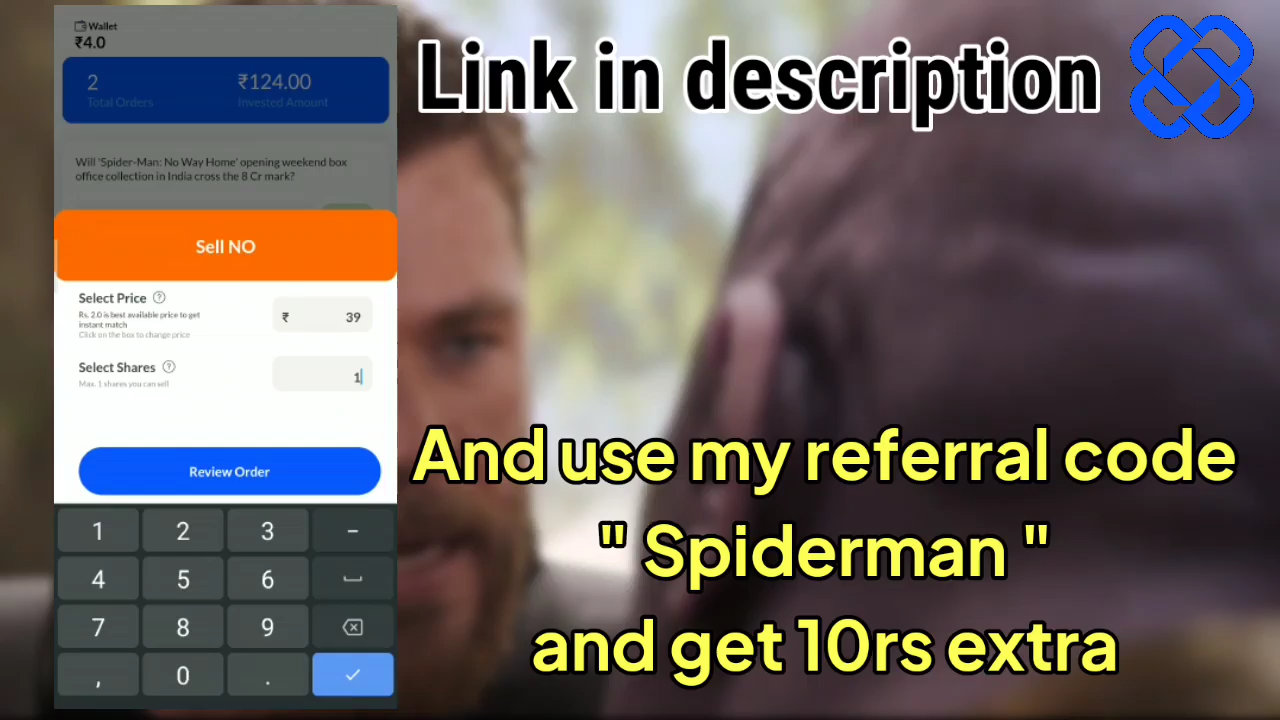 Wallet
₹4.0
2
₹124.00
Total Orders
Invested Amount
Will 'Spider-Man: No Way Home' opening weekend box
office collection in India cross the 8 Cr mark?
Sell NO
Select Price ?
₹ 39
Rs. 2.0 is best available price to get
instant match
Click on the box to change price
Select Shares ?
1
Max. 1 shares you can sell
Review Order
1 2 3 -
4 5 6
7 8 9
, 0 .
Link in description
And use my referral code
" Spiderman "
and get 10rs extra